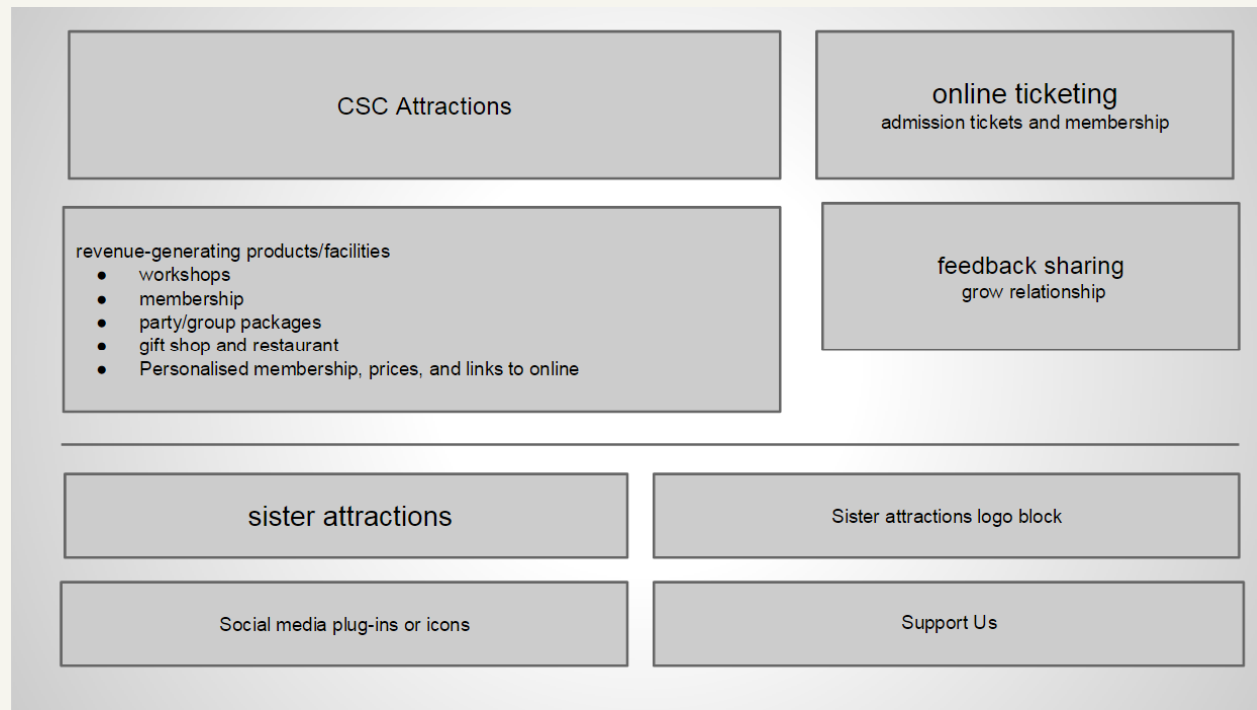 CSC Attractions
online ticketing
admission tickets and membership
revenue-generating products/facilities
● workshops
● membership
● party/group packages
● gift shop and restaurant
● Personalised membership, prices, and links to online
feedback sharing
grow relationship
sister attractions
Sister attractions logo block
Social media plug-ins or icons
Support Us